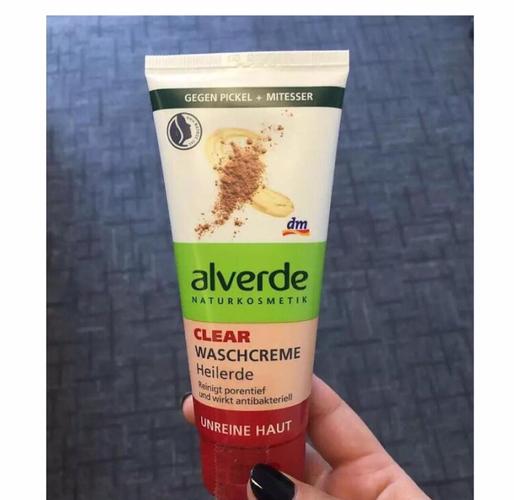 GEGEN PICKEL + MITESSER
dm
alverde
NATURKOSMETIK
CLEAR
WASCHCREME
Heilerde
Reinigt porentief
und wirkt antibakteriell
UNREINE HAUT